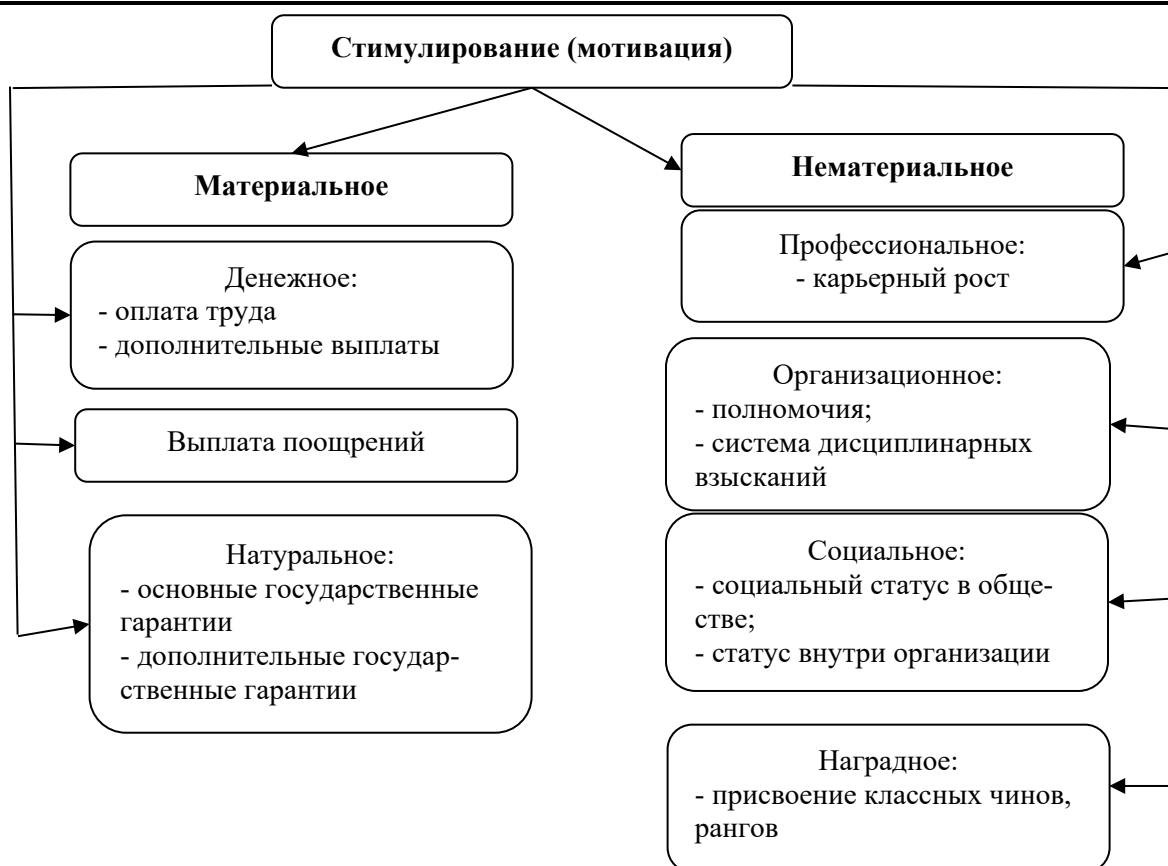 Стимулирование (мотивация)
Материальное
Денежное:
- оплата труда
- дополнительные выплаты
Выплата поощрений
Натуральное:
- основные государственные
гарантии
- дополнительные государ-
ственные гарантии
Нематериальное
Профессиональное:
- карьерный рост
Организационное:
- полномочия;
- система дисциплинарных
взысканий
Социальное:
- социальный статус в обще-
стве;
- статус внутри организации
Наградное:
- присвоение классных чинов,
рангов